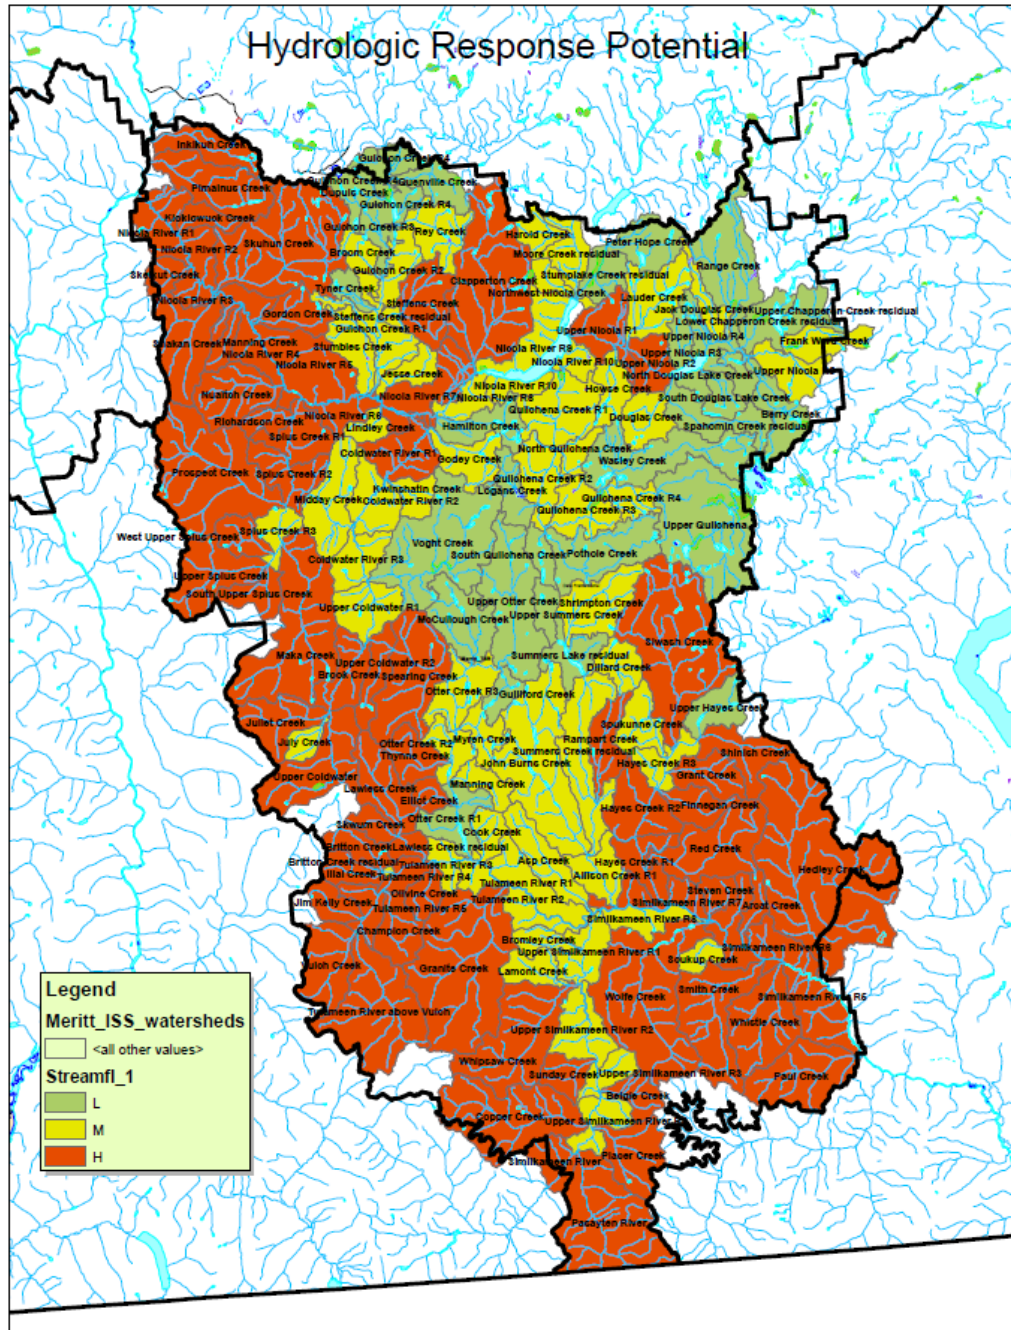 Hydrologic Response Potential
Inkikuh Creek
Guichon Creek R4
Pimainus Creek
Guenville Creek
Dupuis Creek
Guichon Creek R4
Kloklowuck Creek
Guichon Creek R3
Rey Creek
Nicola River R1
Harold Creek
Skuhun Creek
Peter Hope Creek
Nicola River R2
Broom Creek
Moore Creek residual
Range Creek
Guichon Creek R2
Stumplake Creek residual
Clapperton Creek
Tyner Creek
Northwest Nicola Creek
Lauder Creek
Nicola River R3
Steffens Creek
Jack Douglas Creek
Upper Chapperon Creek residual
Gordon Creek
Steffens Creek residual
Lower Chapperon Creek residual
Guichon Creek R1
Upper Nicola R1
Upper Nicola R4
Frank Ward Creek
Skakan Creek
Manning Creek
Stumbles Creek
Nicola River R9
Upper Nicola R3
Nicola River R4
Nicola River R10
Upper Nicola R2
Nicola River R5
Jesse Creek
North Douglas Lake Creek
Upper Nicola
Nicola River R10
Howse Creek
Nuaitch Creek
Nicola River R7
Nicola River R8
South Douglas Lake Creek
Quilchena Creek R1
Nicola River R6
Douglas Creek
Berry Creek
Richardson Creek
Lindley Creek
Hamilton Creek
Spahomin Creek residual
Spius Creek R1
North Quilchena Creek
Coldwater River R1
Godey Creek
Wasley Creek
Prospect Creek
Spius Creek R2
Quilchena Creek R2
Kwinshatin Creek
Logans Creek
Midday Creek
Coldwater River R2
Quilchena Creek R4
Quilchena Creek R3
Spius Creek R3
Upper Quilchena
West Upper Spius Creek
Voght Creek
Coldwater River R3
South Quilchena Creek
Pothole Creek
Upper Spius Creek
South Upper Spius Creek
Upper Otter Creek
Shrimpton Creek
Upper Coldwater R1
Upper Summers Creek
McCullough Creek
Siwash Creek
Maka Creek
Upper Coldwater R2
Summers Lake residual
Brook Creek
Spearing Creek
Dillard Creek
Otter Creek R3
Gulliford Creek
Upper Hayes Creek
Juliet Creek
Spukunne Creek
July Creek
Otter Creek R2
Myren Creek
Rampart Creek
Thynne Creek
Summers Creek residual
Shinish Creek
John Burns Creek
Hayes Creek R3
Upper Coldwater
Grant Creek
Lawless Creek
Manning Creek
Elliot Creek
Hayes Creek R2
Finnegan Creek
Skwum Creek
Otter Creek R1
Cook Creek
Britton Creek
Lawless Creek residual
Red Creek
Britton Creek residual
Tulameen River R3
Asp Creek
Hayes Creek R1
Hedley Creek
Illal Creek
Tulameen River R4
Tulameen River R1
Allison Creek R1
Olivine Creek
Steven Creek
Jim Kelly Creek
Tulameen River R5
Tulameen River R2
Similkameen River R7
Arcat Creek
Similkameen River R8
Champion Creek
Bromley Creek
Upper Similkameen River R1
Similkameen River R6
Vuich Creek
Granite Creek
Lamont Creek
Soukup Creek
Wolfe Creek
Smith Creek
Similkameen River R5
Tulameen River above Vuich
Upper Similkameen River R2
Whistle Creek
Whipsaw Creek
Sunday Creek
Upper Similkameen River R3
Paul Creek
Belgie Creek
Copper Creek
Upper Similkameen River
Similkameen River
Placer Creek
Pasayten River
Legend
Meritt_ISS_watersheds
<all other values>
Streamfl_1
L
M
H